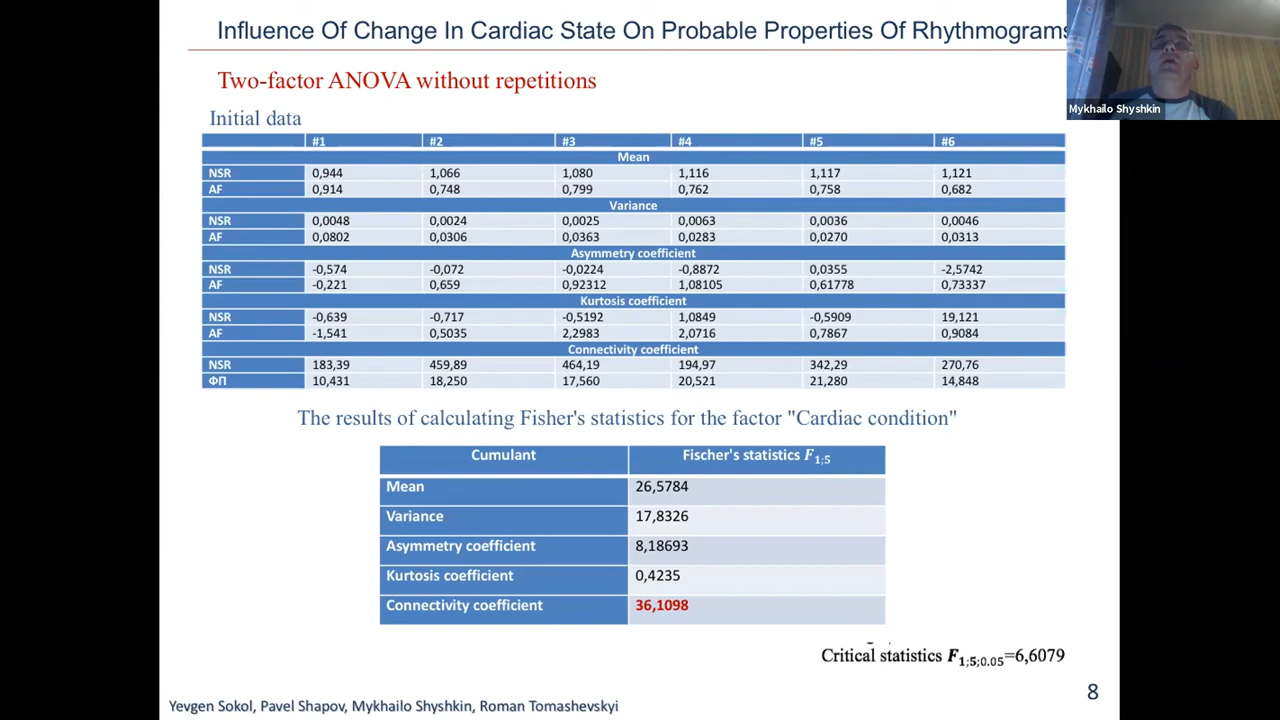 Influence Of Change In Cardiac State On Probable Properties Of Rhythmograms
Mykhailo Shyshkin
Two-factor ANOVA without repetitions
Initial data
#1 #2 #3 #4 #5 #6
Mean
NSR 0,944 1,066 1,080 1,116 1,117 1,121
AF 0,914 0,748 0,799 0,762 0,758 0,682
Variance
NSR 0,0048 0,0024 0,0025 0,0063 0,0036 0,0046
AF 0,0802 0,0306 0,0363 0,0283 0,0270 0,0313
Asymmetry coefficient
NSR -0,574 -0,072 -0,0224 -0,8872 0,0355 -2,5742
AF -0,221 0,659 0,92312 1,08105 0,61778 0,73337
Kurtosis coefficient
NSR -0,639 -0,717 -0,5192 1,0849 -0,5909 19,121
AF -1,541 0,5035 2,2983 2,0716 0,7867 0,9084
Connectivity coefficient
NSR 183,39 459,89 464,19 194,97 342,29 270,76
ФП 10,431 18,250 17,560 20,521 21,280 14,848
The results of calculating Fisher's statistics for the factor "Cardiac condition"
Cumulant Fischer's statistics F1;5
Mean 26,5784
Variance 17,8326
Asymmetry coefficient 8,18693
Kurtosis coefficient 0,4235
Connectivity coefficient 36,1098
Critical statistics F1;5;0.05=6,6079
8
Yevgen Sokol, Pavel Shapov, Mykhailo Shyshkin, Roman Tomashevskyi